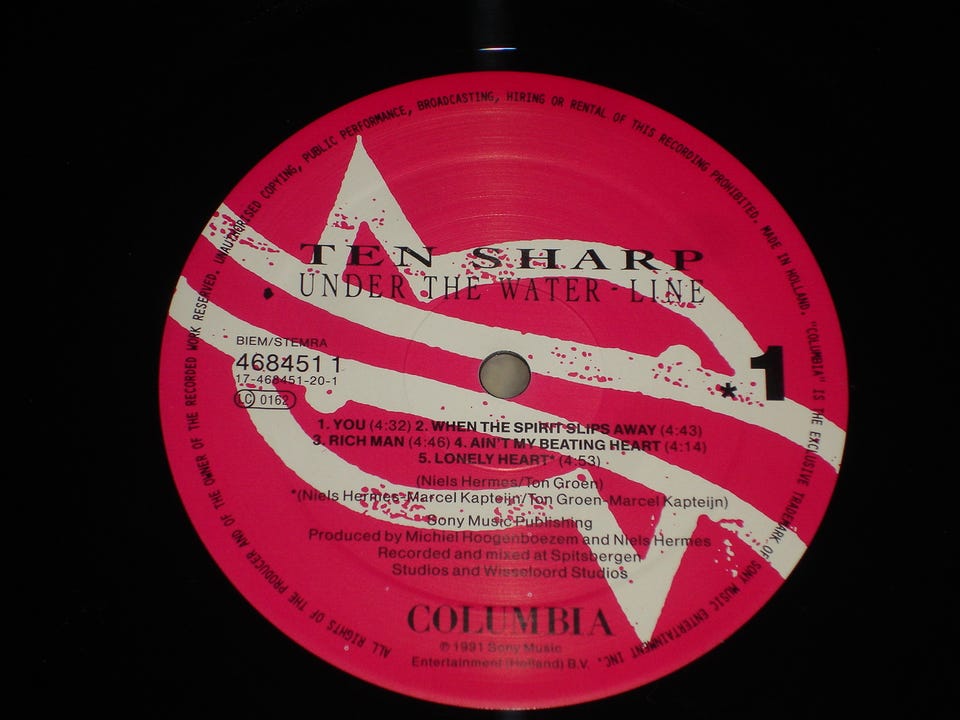 ALL RIGHTS OF THE PRODUCER AND OF THE OWNER OF THE RECORDED WORK RESERVED. UNAUTHORISED COPYING, PUBLIC PERFORMANCE, BROADCASTING, HIRING OR RENTAL OF THIS RECORDING PROHIBITED. MADE IN HOLLAND. "COLUMBIA" IS THE EXCLUSIVE TRADEMARK OF SONY MUSIC ENTERTAINMENT INC.
TEN SHARP
UNDER THE WATER-LINE
BIEM/STEMRA
468451 1
17-468451-20-1
LC 0162
* 1
1. YOU (4:32) 2. WHEN THE SPIRIT SLIPS AWAY (4:43)
3. RICH MAN (4:46) 4. AIN'T MY BEATING HEART (4:14)
5. LONELY HEART* (4:53)
(Niels Hermes/Ton Groen)
*(Niels Hermes-Marcel Kapteijn/Ton Groen-Marcel Kapteijn)
Sony Music Publishing
Produced by Michiel Hoogenboezem and Niels Hermes
Recorded and mixed at Spitsbergen
Studios and Wisseloord Studios
COLUMBIA
℗ 1991 Sony Music
Entertainment (Holland) B.V.